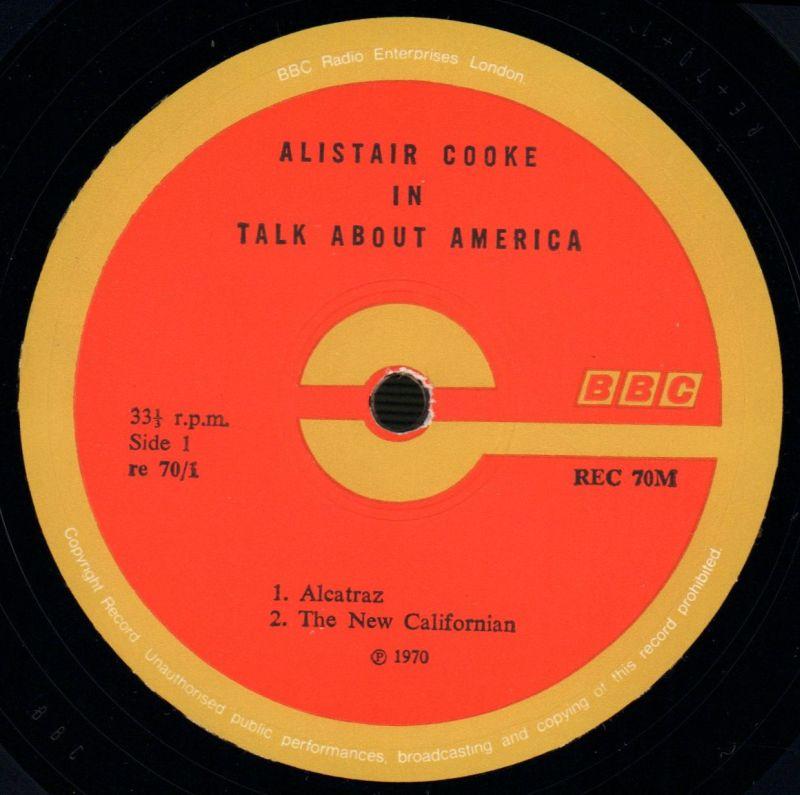 BBC Radio Enterprises London.
ALISTAIR COOKE
IN
TALK ABOUT AMERICA
BBC
33⅓ r.p.m.
Side 1
re 70/1
REC 70M
1. Alcatraz
2. The New Californian
℗ 1970
Copyright Record. Unauthorised public performances, broadcasting and copying of this record prohibited.